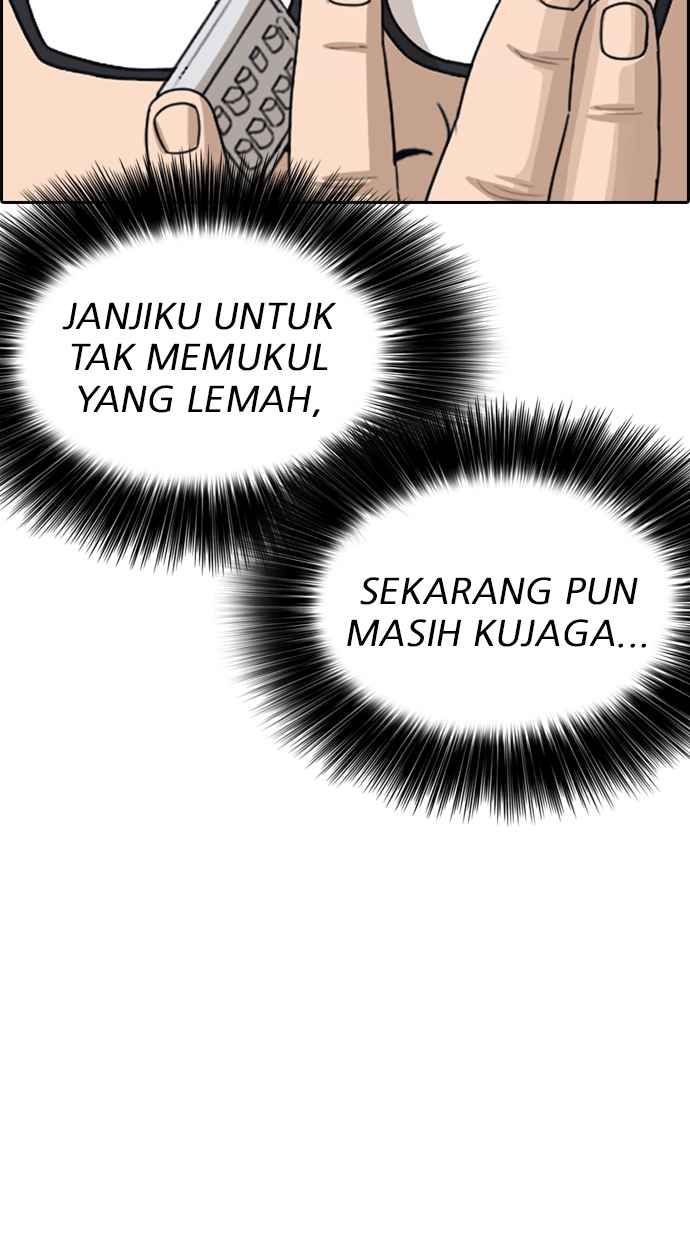 JANJIKU UNTUK
TAK MEMUKUL
YANG LEMAH,
SEKARANG PUN
MASIH KUJAGA...